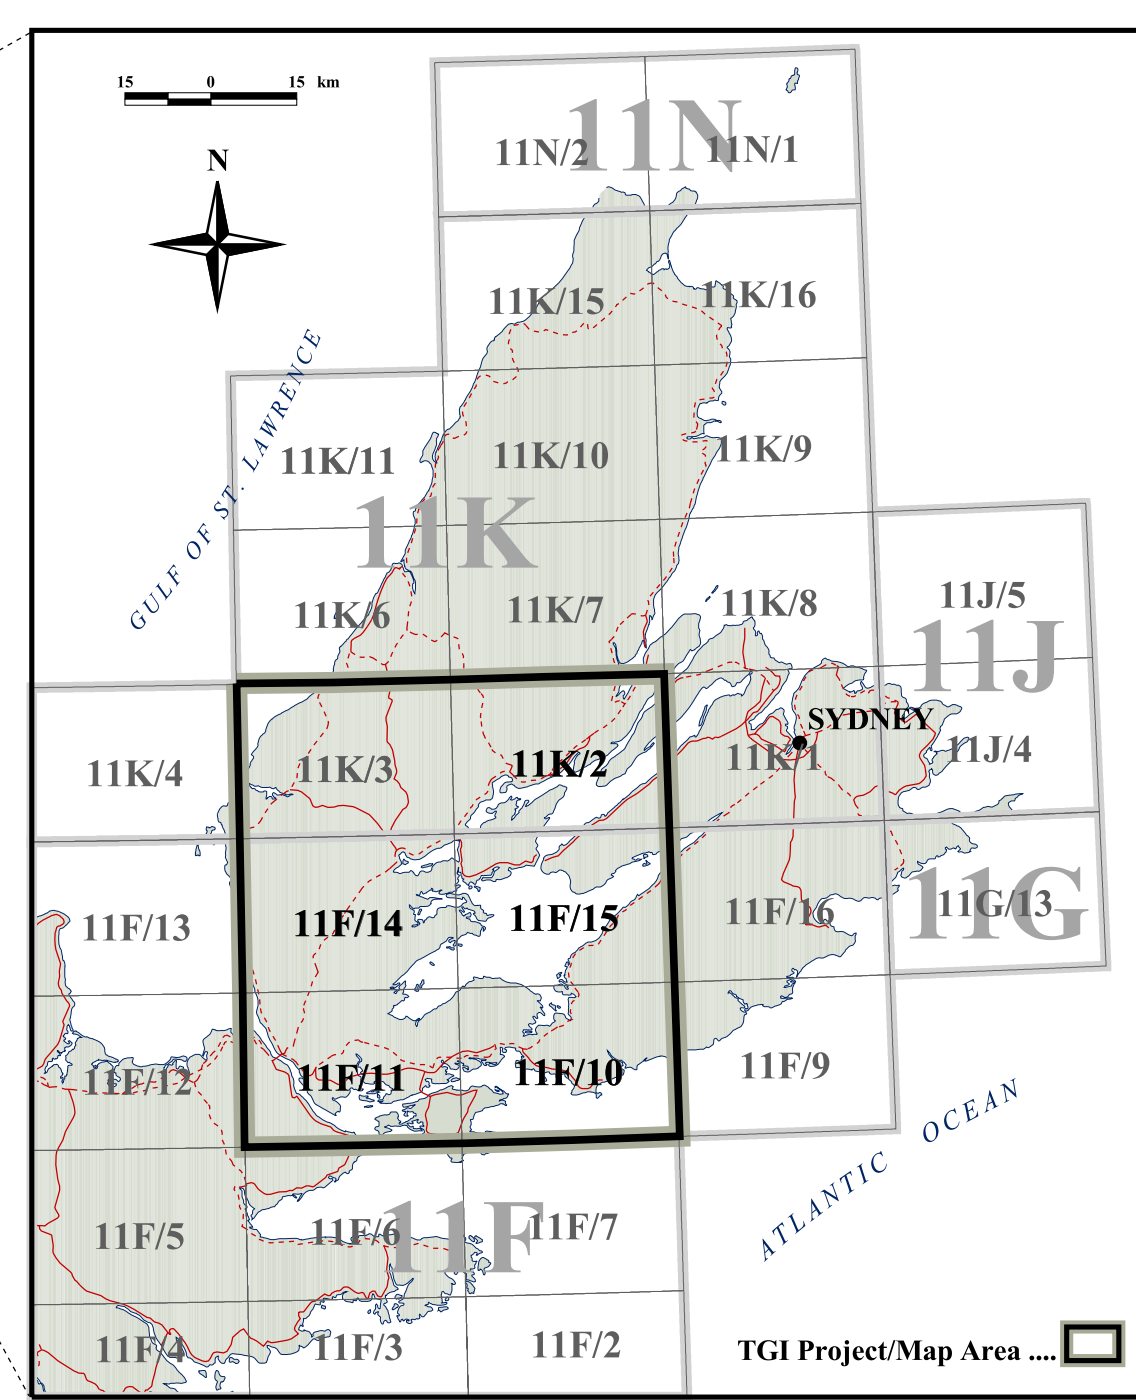 15 0 15 km
N
11N
11N/2
11N/1
11K/15
11K/16
GULF OF ST. LAWRENCE
11K/11
11K/10
11K/9
11K
11K/6
11K/7
11K/8
11J/5
11J
11K/4
11K/3
11K/2
11K/1
SYDNEY
11J/4
11F/13
11F/14
11F/15
11F/16
11G/13
11G
11F/12
11F/11
11F/10
11F/9
ATLANTIC OCEAN
11F/5
11F/6
11F
11F/7
11F/4
11F/3
11F/2
TGI Project/Map Area ....